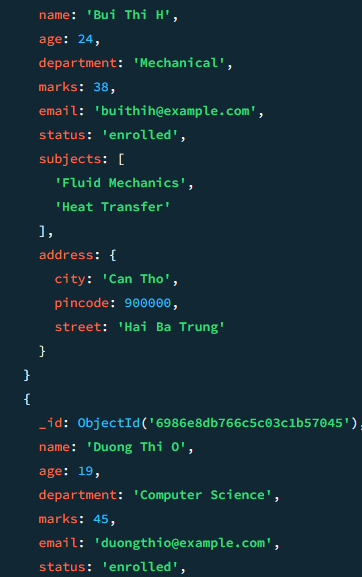 name: 'Bui Thi H',
age: 24,
department: 'Mechanical',
marks: 38,
email: 'buithih@example.com',
status: 'enrolled',
subjects: [
'Fluid Mechanics',
'Heat Transfer'
],
address: {
city: 'Can Tho',
pincode: 900000,
street: 'Hai Ba Trung'
}
}
{
_id: ObjectId('6986e8db766c5c03c1b57045'),
name: 'Duong Thi O',
age: 19,
department: 'Computer Science',
marks: 45,
email: 'duongthio@example.com',
status: 'enrolled',